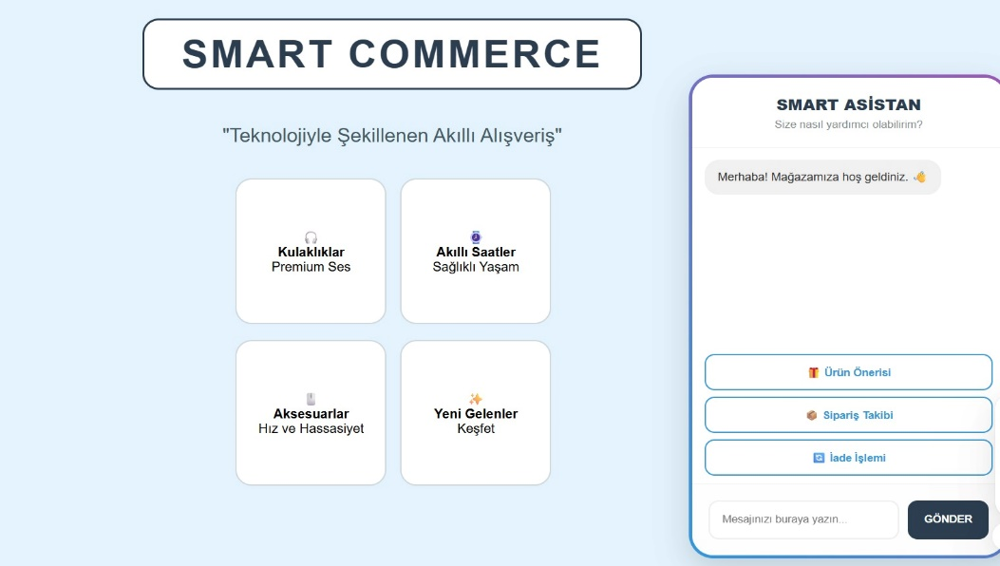 SMART COMMERCE
"Teknolojiyle Şekillenen Akıllı Alışveriş"
Kulaklıklar
Premium Ses
Akıllı Saatler
Sağlıklı Yaşam
Aksesuarlar
Hız ve Hassasiyet
Yeni Gelenler
Keşfet
SMART ASİSTAN
Size nasıl yardımcı olabilirim?
Merhaba! Mağazamıza hoş geldiniz. 👋
🎁 Ürün Önerisi
📦 Sipariş Takibi
🔄 İade İşlemi
Mesajınızı buraya yazın...
GÖNDER